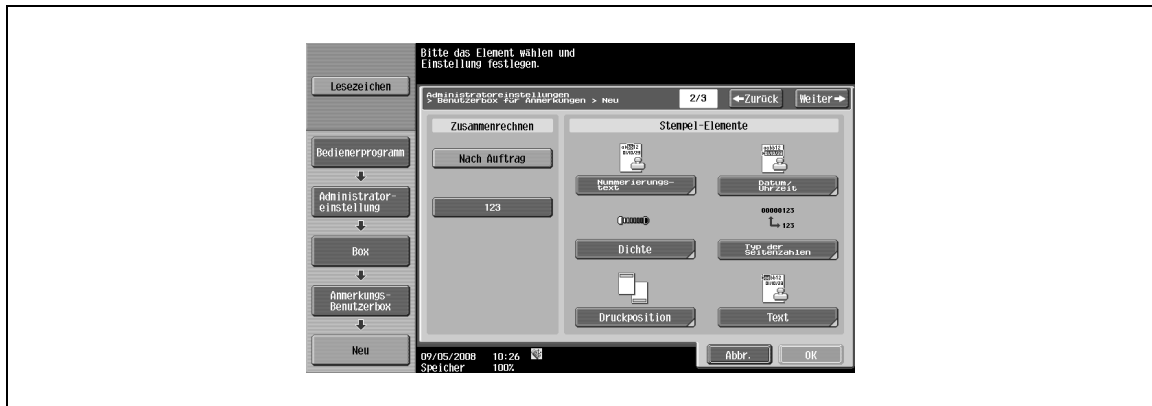 Bitte das Element wählen und
Einstellung festlegen.
Lesezeichen
Administratoreinstellungen
> Benutzerbox für Anmerkungen > Neu
2/3
←Zurück
Weiter→
Zusammenrechnen
Stempel-Elemente
Bedienerprogramm
Administrator-
einstellung
Box
Anmerkungs-
Benutzerbox
Neu
Nach Auftrag
123
Nummerierungs-
text
Datum/
Uhrzeit
00000123
123
Dichte
Typ der
Seitenzahlen
Druckposition
Text
09/05/2008 10:26
Speicher 100%
Abbr.
OK